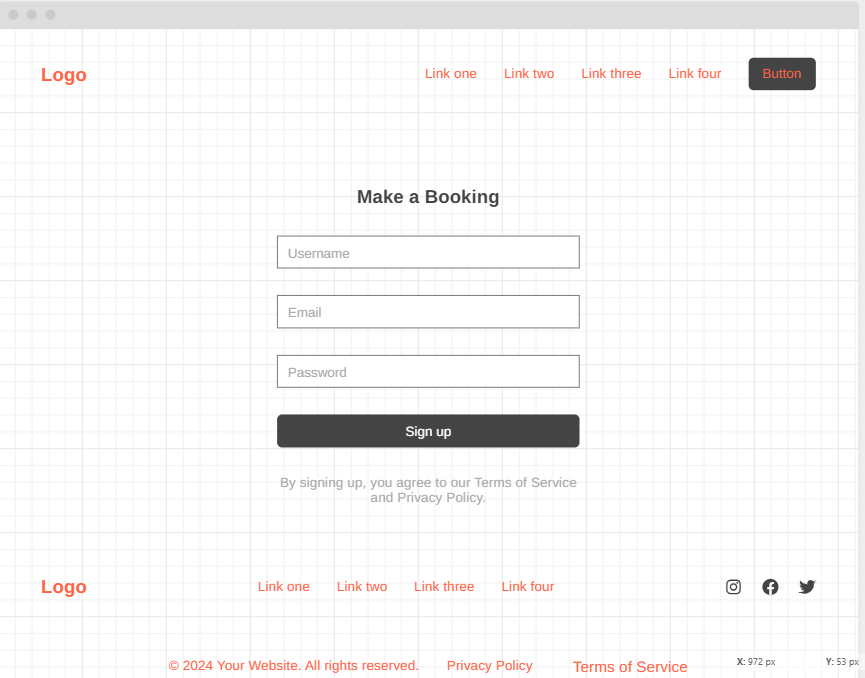 Logo
Link one Link two Link three Link four Button
Make a Booking
Username
Email
Password
Sign up
By signing up, you agree to our Terms of Service
and Privacy Policy.
Logo
Link one Link two Link three Link four
© 2024 Your Website. All rights reserved. Privacy Policy Terms of Service
X: 972 px Y: 53 px